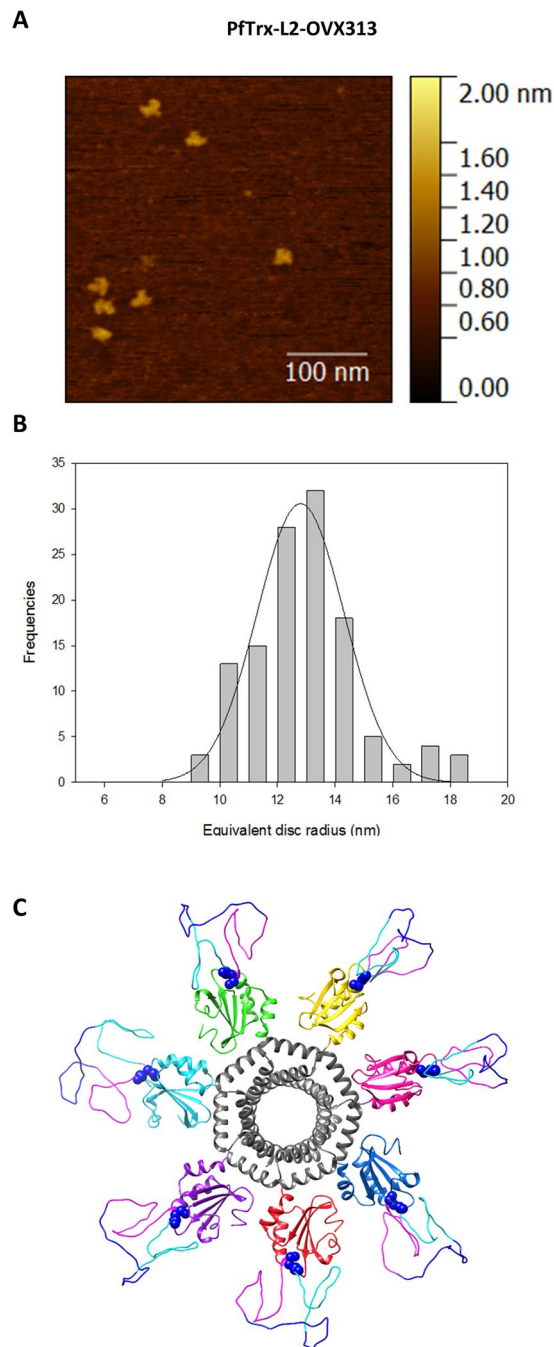 A
PfTrx-L2-OVX313
2.00 nm
1.60
1.40
1.20
1.00
0.80
0.60
0.00
100 nm
B
35
30
25
20
15
10
5
0
Frequencies
6 8 10 12 14 16 18 20
Equivalent disc radius (nm)
C